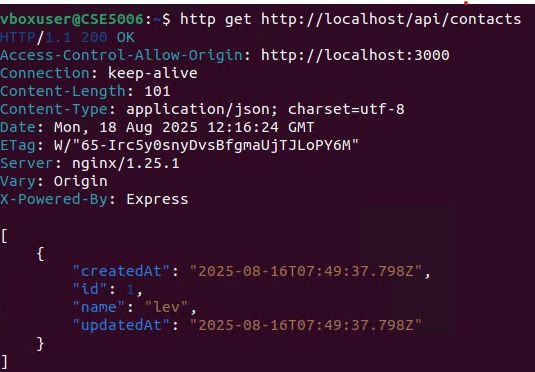 vboxuser@CSE5006:~$ http get http://localhost/api/contacts
HTTP/1.1 200 OK
Access-Control-Allow-Origin: http://localhost:3000
Connection: keep-alive
Content-Length: 101
Content-Type: application/json; charset=utf-8
Date: Mon, 18 Aug 2025 12:16:24 GMT
ETag: W/"65-Irc5y0snyDvsBfgmaUjTJLoPY6M"
Server: nginx/1.25.1
Vary: Origin
X-Powered-By: Express
[
{
"createdAt": "2025-08-16T07:49:37.798Z",
"id": 1,
"name": "lev",
"updatedAt": "2025-08-16T07:49:37.798Z"
}
]